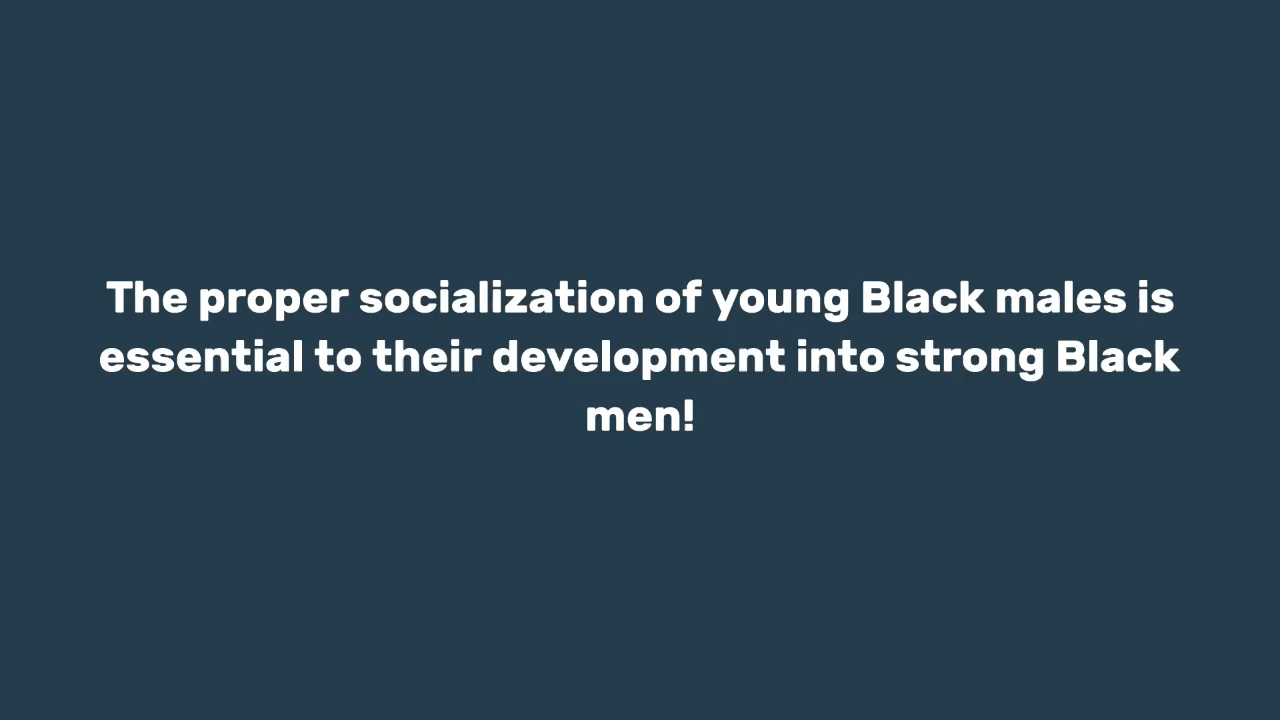 The proper socialization of young Black males is
essential to their development into strong Black
men!